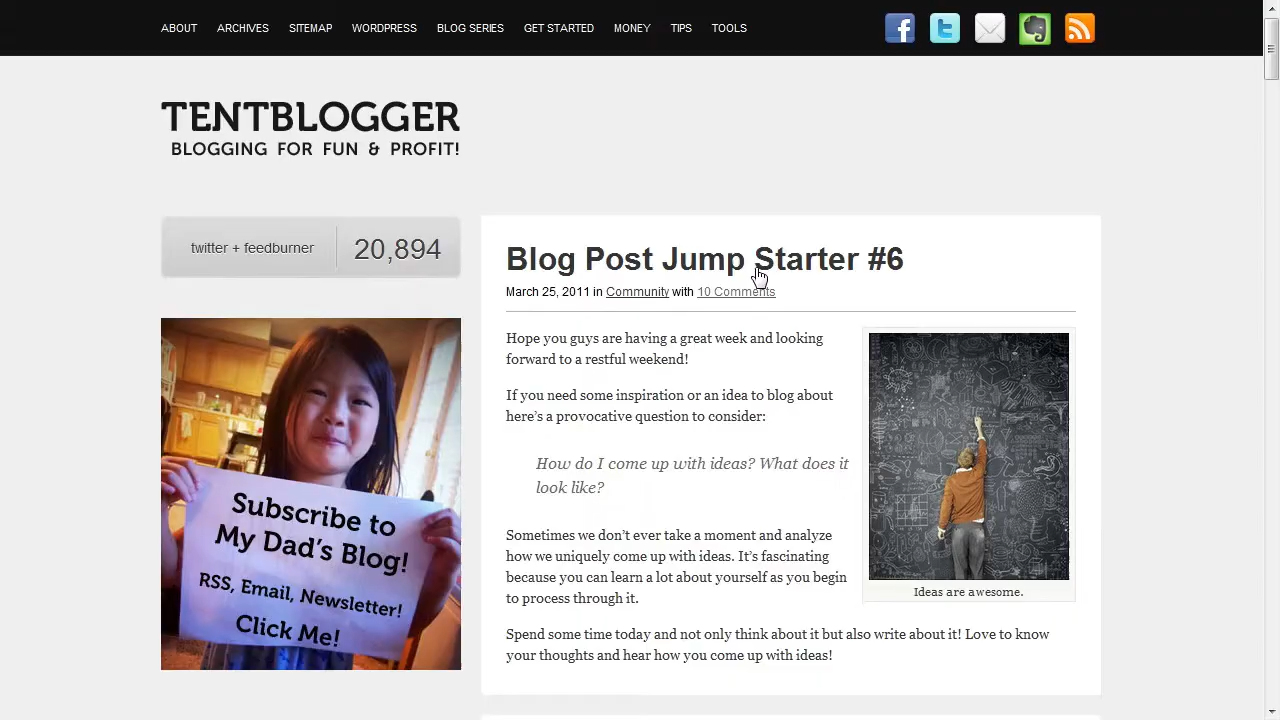 ABOUT ARCHIVES SITEMAP WORDPRESS BLOG SERIES GET STARTED MONEY TIPS TOOLS
TENTBLOGGER
BLOGGING FOR FUN & PROFIT!
twitter + feedburner 20,894
Subscribe to
My Dad's Blog!
RSS, Email, Newsletter!
Click Me!
Blog Post Jump Starter #6
March 25, 2011 in Community with 10 Comments
Hope you guys are having a great week and looking
forward to a restful weekend!
If you need some inspiration or an idea to blog about
here's a provocative question to consider:
How do I come up with ideas? What does it
look like?
Sometimes we don't ever take a moment and analyze
how we uniquely come up with ideas. It's fascinating
because you can learn a lot about yourself as you begin
to process through it.
Ideas are awesome.
Spend some time today and not only think about it but also write about it! Love to know
your thoughts and hear how you come up with ideas!